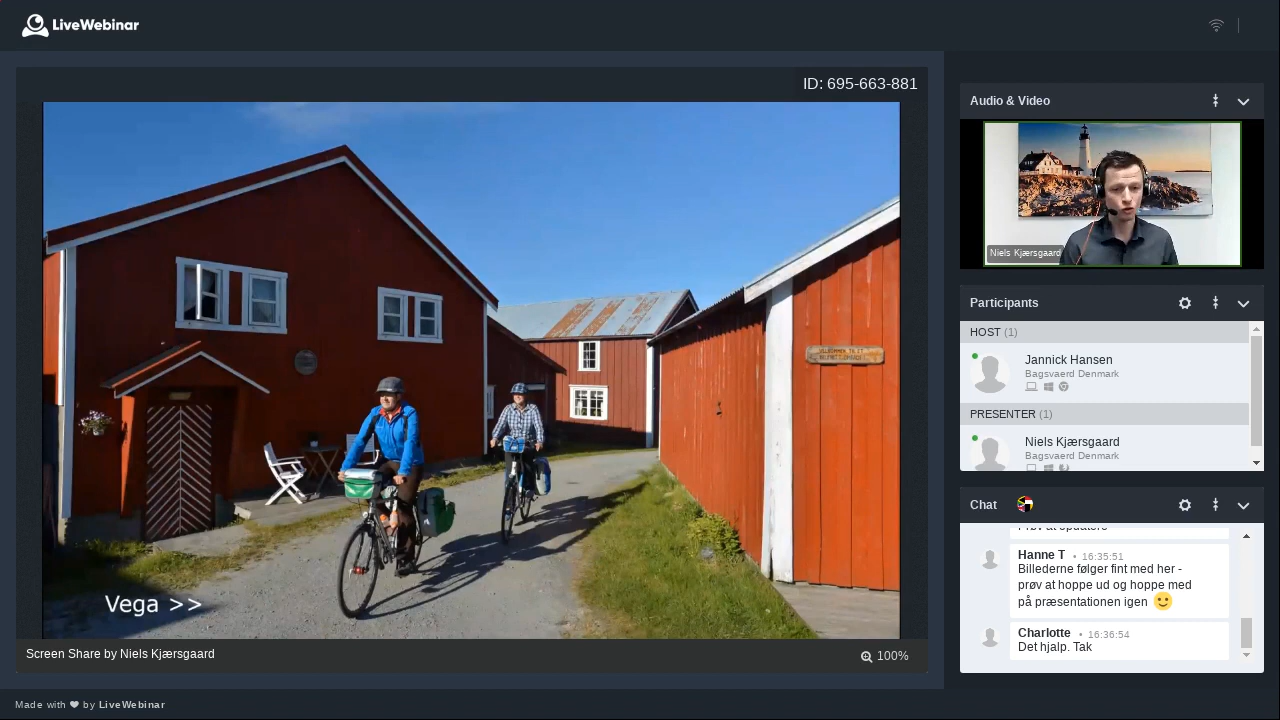 LiveWebinar
ID: 695-663-881
Vega >>
Screen Share by Niels Kjærsgaard
100%
Made with by LiveWebinar
Audio & Video
Niels Kjærsgaard
Participants
HOST (1)
Jannick Hansen
Bagsvaerd Denmark
PRESENTER (1)
Niels Kjærsgaard
Bagsvaerd Denmark
Chat
Prøv at opdatere
Hanne T • 16:35:51
Billederne følger fint med her -
prøv at hoppe ud og hoppe med
på præsentationen igen
Charlotte • 16:36:54
Det hjalp. Tak